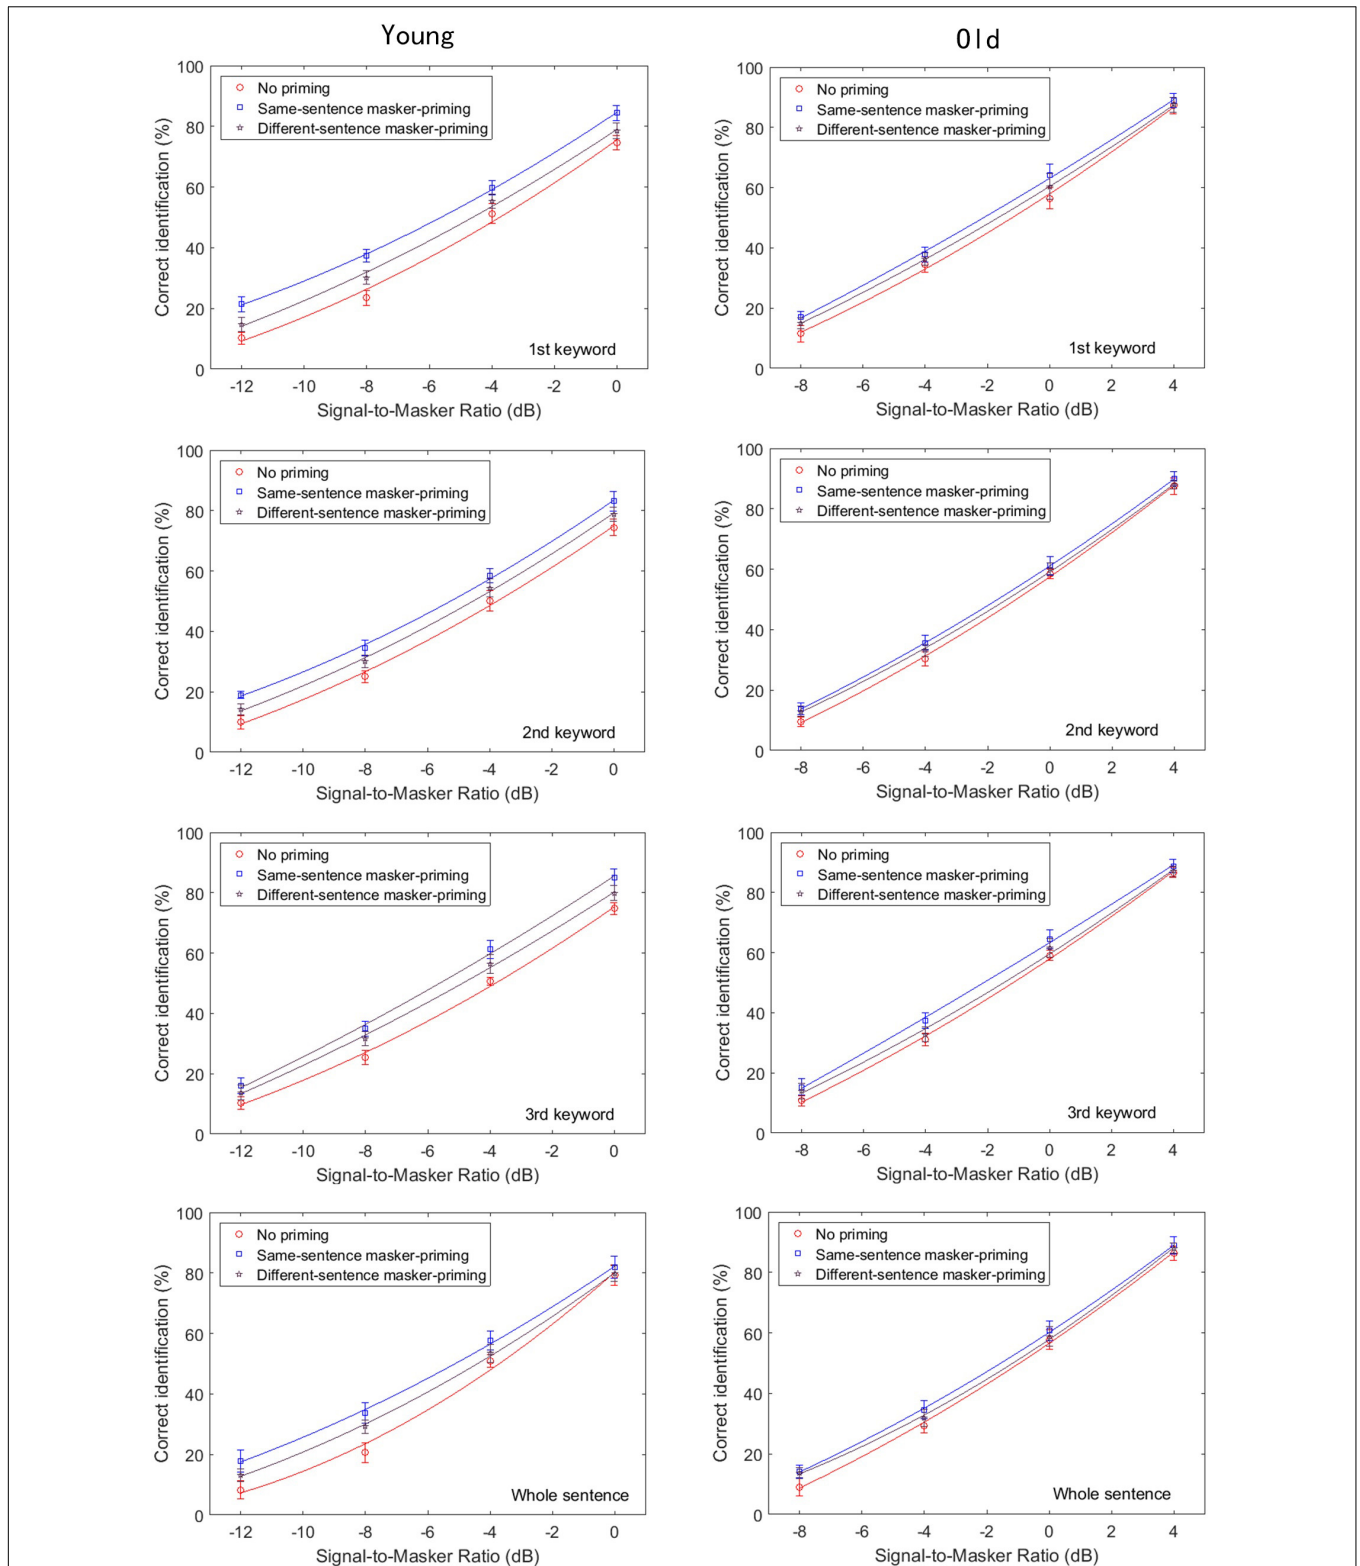 Young
Old
100
80
60
40
20
0
Correct identification (%)
No priming
Same-sentence masker-priming
Different-sentence masker-priming
1st keyword
-12 -10 -8 -6 -4 -2 0
Signal-to-Masker Ratio (dB)
100
80
60
40
20
0
Correct identification (%)
No priming
Same-sentence masker-priming
Different-sentence masker-priming
1st keyword
-8 -6 -4 -2 0 2 4
Signal-to-Masker Ratio (dB)
100
80
60
40
20
0
Correct identification (%)
No priming
Same-sentence masker-priming
Different-sentence masker-priming
2nd keyword
-12 -10 -8 -6 -4 -2 0
Signal-to-Masker Ratio (dB)
100
80
60
40
20
0
Correct identification (%)
No priming
Same-sentence masker-priming
Different-sentence masker-priming
2nd keyword
-8 -6 -4 -2 0 2 4
Signal-to-Masker Ratio (dB)
100
80
60
40
20
0
Correct identification (%)
No priming
Same-sentence masker-priming
Different-sentence masker-priming
3rd keyword
-12 -10 -8 -6 -4 -2 0
Signal-to-Masker Ratio (dB)
100
80
60
40
20
0
Correct identification (%)
No priming
Same-sentence masker-priming
Different-sentence masker-priming
3rd keyword
-8 -6 -4 -2 0 2 4
Signal-to-Masker Ratio (dB)
100
80
60
40
20
0
Correct identification (%)
No priming
Same-sentence masker-priming
Different-sentence masker-priming
Whole sentence
-12 -10 -8 -6 -4 -2 0
Signal-to-Masker Ratio (dB)
100
80
60
40
20
0
Correct identification (%)
No priming
Same-sentence masker-priming
Different-sentence masker-priming
Whole sentence
-8 -6 -4 -2 0 2 4
Signal-to-Masker Ratio (dB)